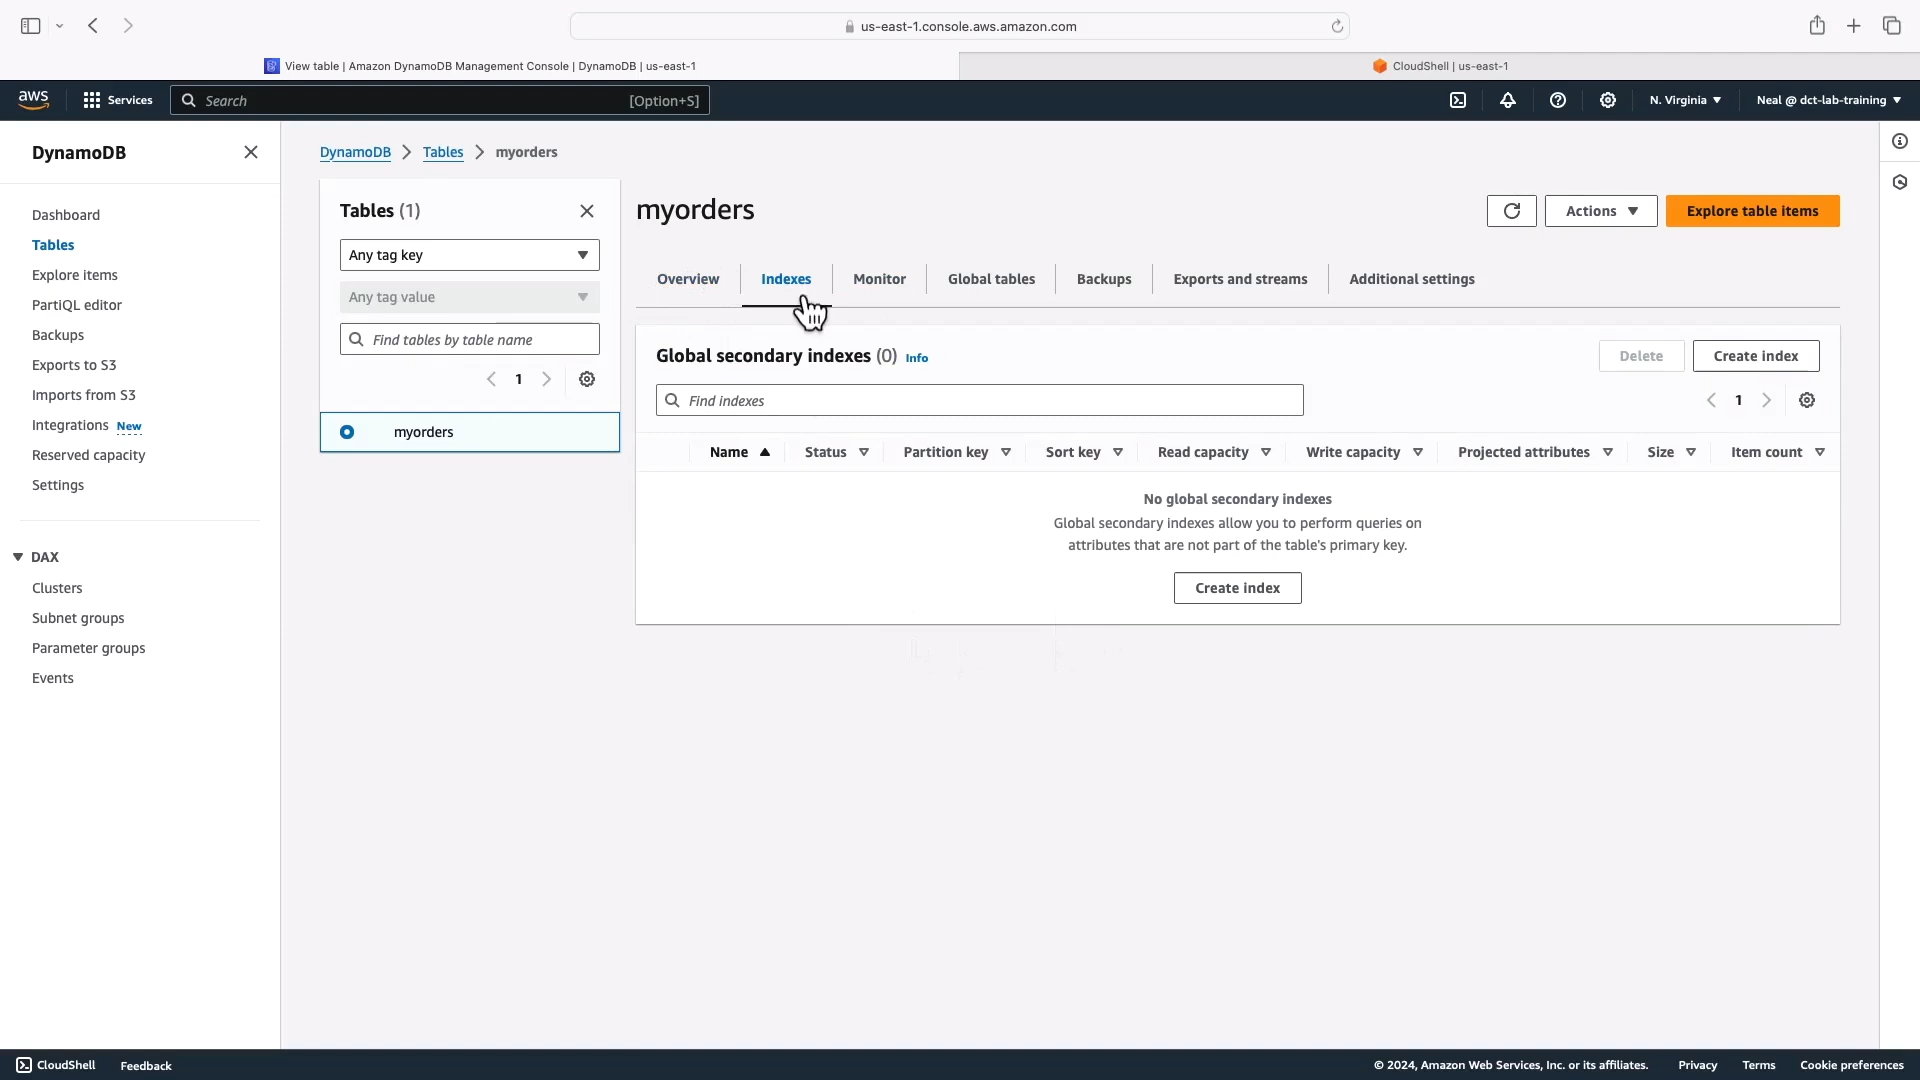 us-east-1.console.aws.amazon.com
View table | Amazon DynamoDB Management Console | DynamoDB | us-east-1
CloudShell | us-east-1
aws
Services
Search
[Option+S]
N. Virginia
Neal @ dct-lab-training
DynamoDB
Dashboard
Tables
Explore items
PartiQL editor
Backups
Exports to S3
Imports from S3
Integrations New
Reserved capacity
Settings
DAX
Clusters
Subnet groups
Parameter groups
Events
DynamoDB > Tables > myorders
Tables (1)
Any tag key
Any tag value
Find tables by table name
1
myorders
myorders
Actions
Explore table items
Overview
Indexes
Monitor
Global tables
Backups
Exports and streams
Additional settings
Global secondary indexes (0) Info
Delete
Create index
Find indexes
1
Name
Status
Partition key
Sort key
Read capacity
Write capacity
Projected attributes
Size
Item count
No global secondary indexes
Global secondary indexes allow you to perform queries on
attributes that are not part of the table's primary key.
Create index
CloudShell
Feedback
© 2024, Amazon Web Services, Inc. or its affiliates.
Privacy
Terms
Cookie preferences